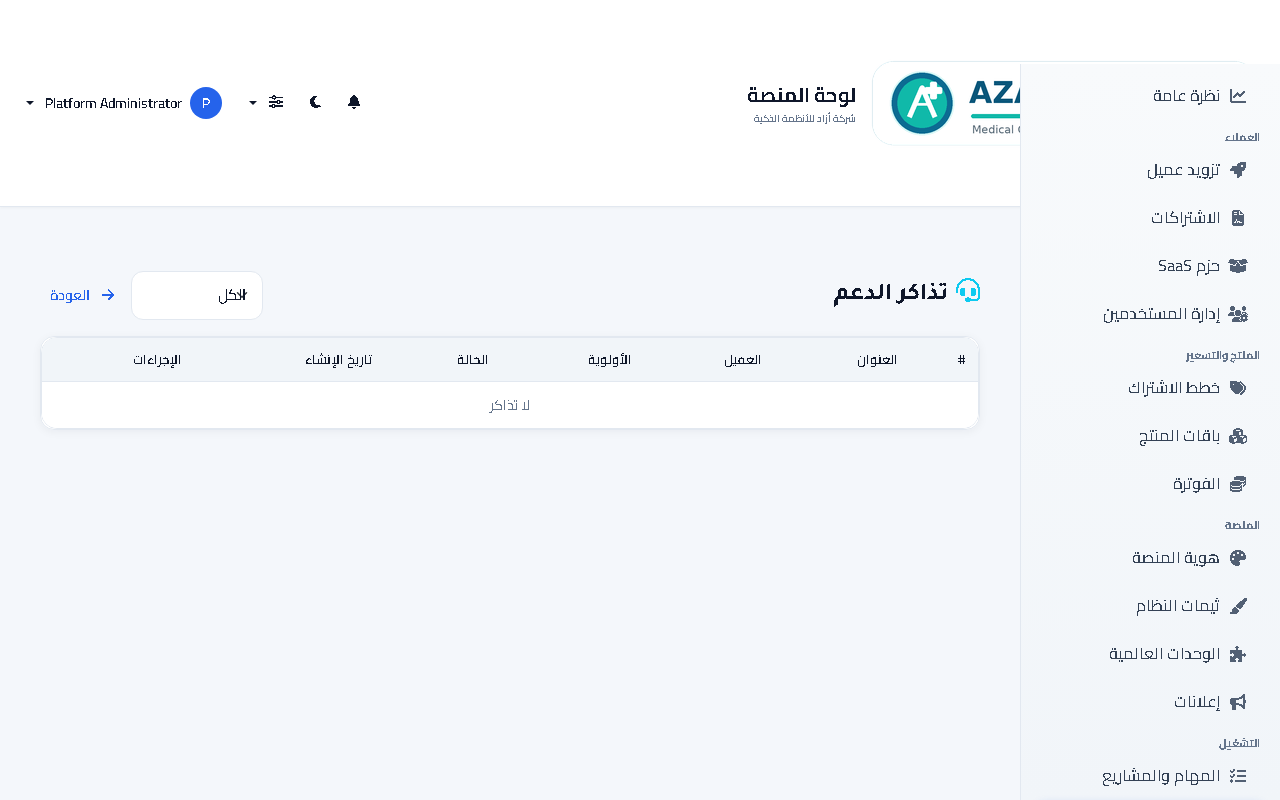 AZA
Medical
لوحة المنصة
شركة أزاد للأنظمة الذكية
P
Platform Administrator
نظرة عامة
العملاء
تزويد عميل
الاشتراكات
حزم SaaS
إدارة المستخدمين
المنتج والتسعير
خطط الاشتراك
باقات المنتج
الفوترة
المنصة
هوية المنصة
ثيمات النظام
الوحدات العالمية
إعلانات
التشغيل
المهام والمشاريع
تذاكر الدعم
الكل
العودة
# العنوان العميل الأولوية الحالة تاريخ الإنشاء الإجراءات
لا تذاكر